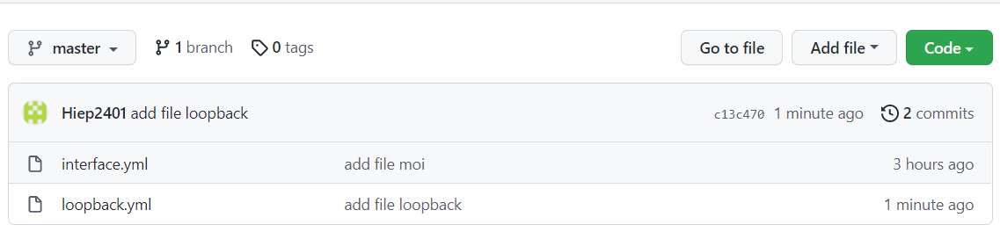 master 1 branch 0 tags Go to file Add file Code
Hiep2401 add file loopback c13c470 1 minute ago 2 commits
interface.yml add file moi 3 hours ago
loopback.yml add file loopback 1 minute ago